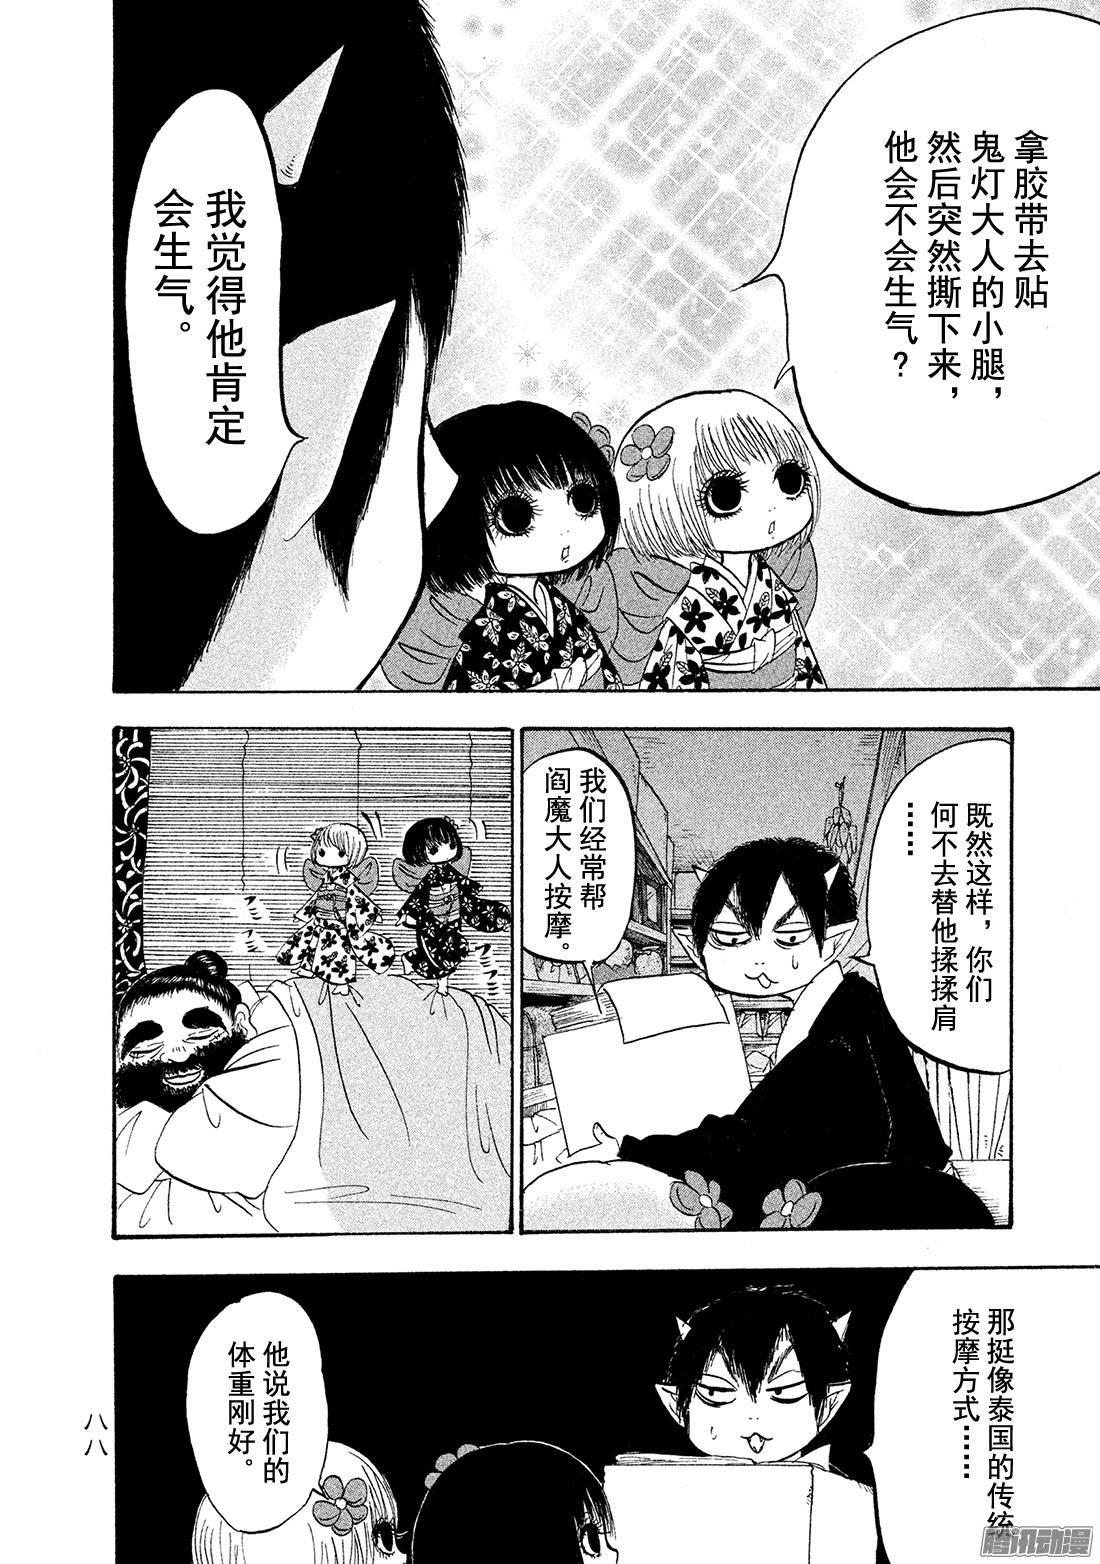 拿胶带去贴
鬼灯大人的小腿，
然后突然撕下来，
他会不会生气？
我觉得他肯定
会生气。
既然这样，你们
何不去替他揉揉肩
……
我们经常帮
阎魔大人按摩。
那挺像泰国的传统
按摩方式……
他说我们的
体重刚好。
八八
腾讯动漫